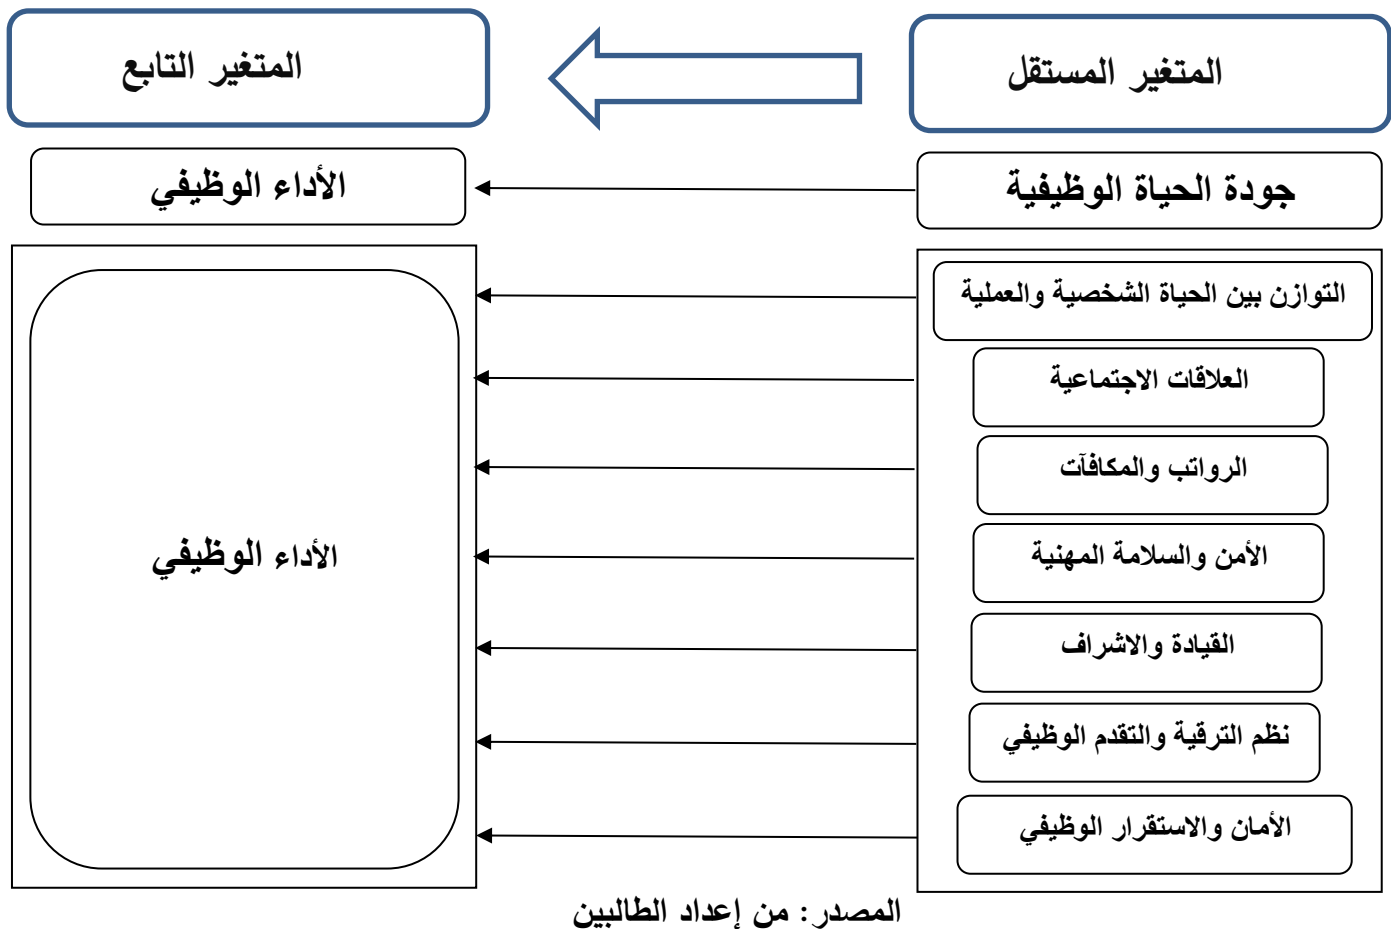 المتغير المستقل
المتغير التابع
جودة الحياة الوظيفية
الأداء الوظيفي
التوازن بين الحياة الشخصية والعملية
العلاقات الاجتماعية
الرواتب والمكافآت
الأمن والسلامة المهنية
القيادة والاشراف
نظم الترقية والتقدم الوظيفي
الأمان والاستقرار الوظيفي
الأداء الوظيفي
المصدر: من إعداد الطالبين